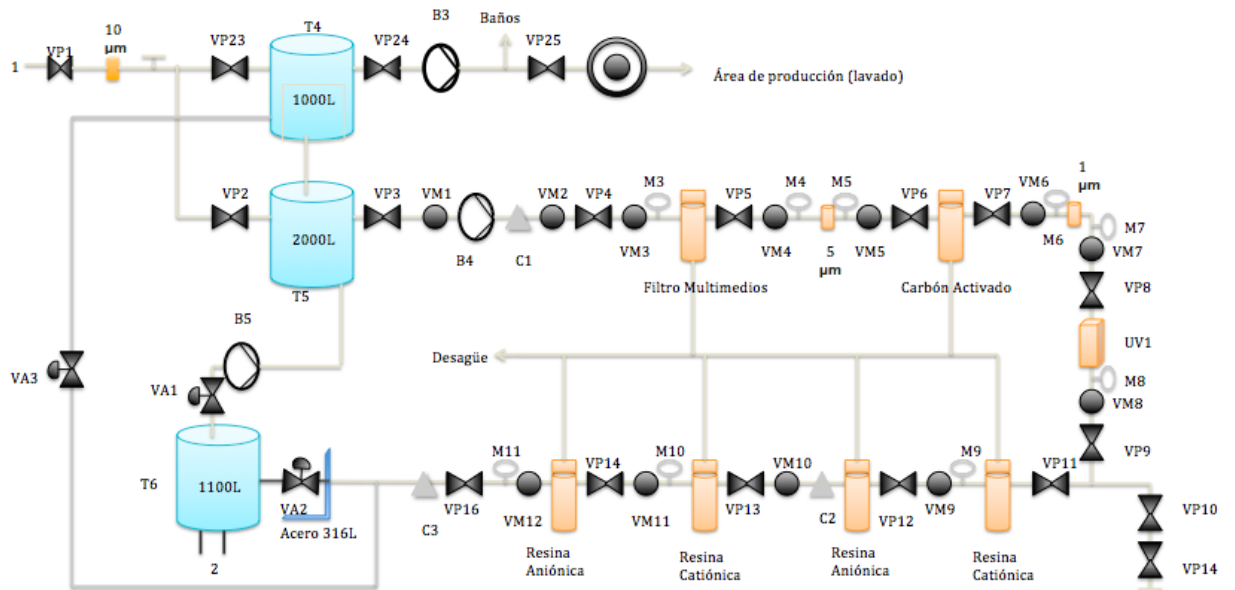 T4
B3
Baños
10
µm
VP1
VP23
VP24
VP25
1
1000L
Área de producción (lavado)
VP2
VP3
VM1
VM2
VP4
M3
VP5
M4
M5
VP6
VP7
VM6
1
µm
2000L
B4
C1
VM3
VM4
5
µm
VM5
M6
M7
VM7
T5
Filtro Multimedios
Carbón Activado
VP8
B5
UV1
Desagüe
VA3
VA1
M8
VM8
M11
VP14
M10
VM10
M9
VP11
VP9
T6
1100L
VA2
Acero 316L
C3
VP16
VM12
VM11
VP13
C2
VP12
VM9
VP10
2
Resina
Aniónica
Resina
Catiónica
Resina
Aniónica
Resina
Catiónica
VP14